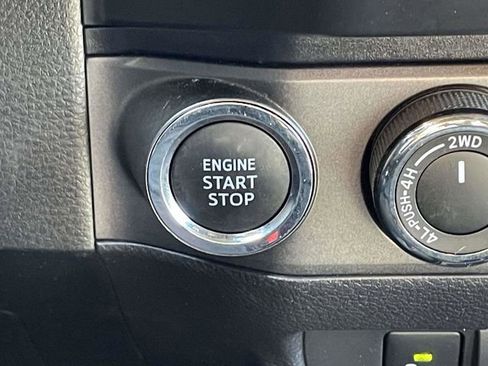 ENGINE
START
STOP
2WD
4L-PUSH-4H